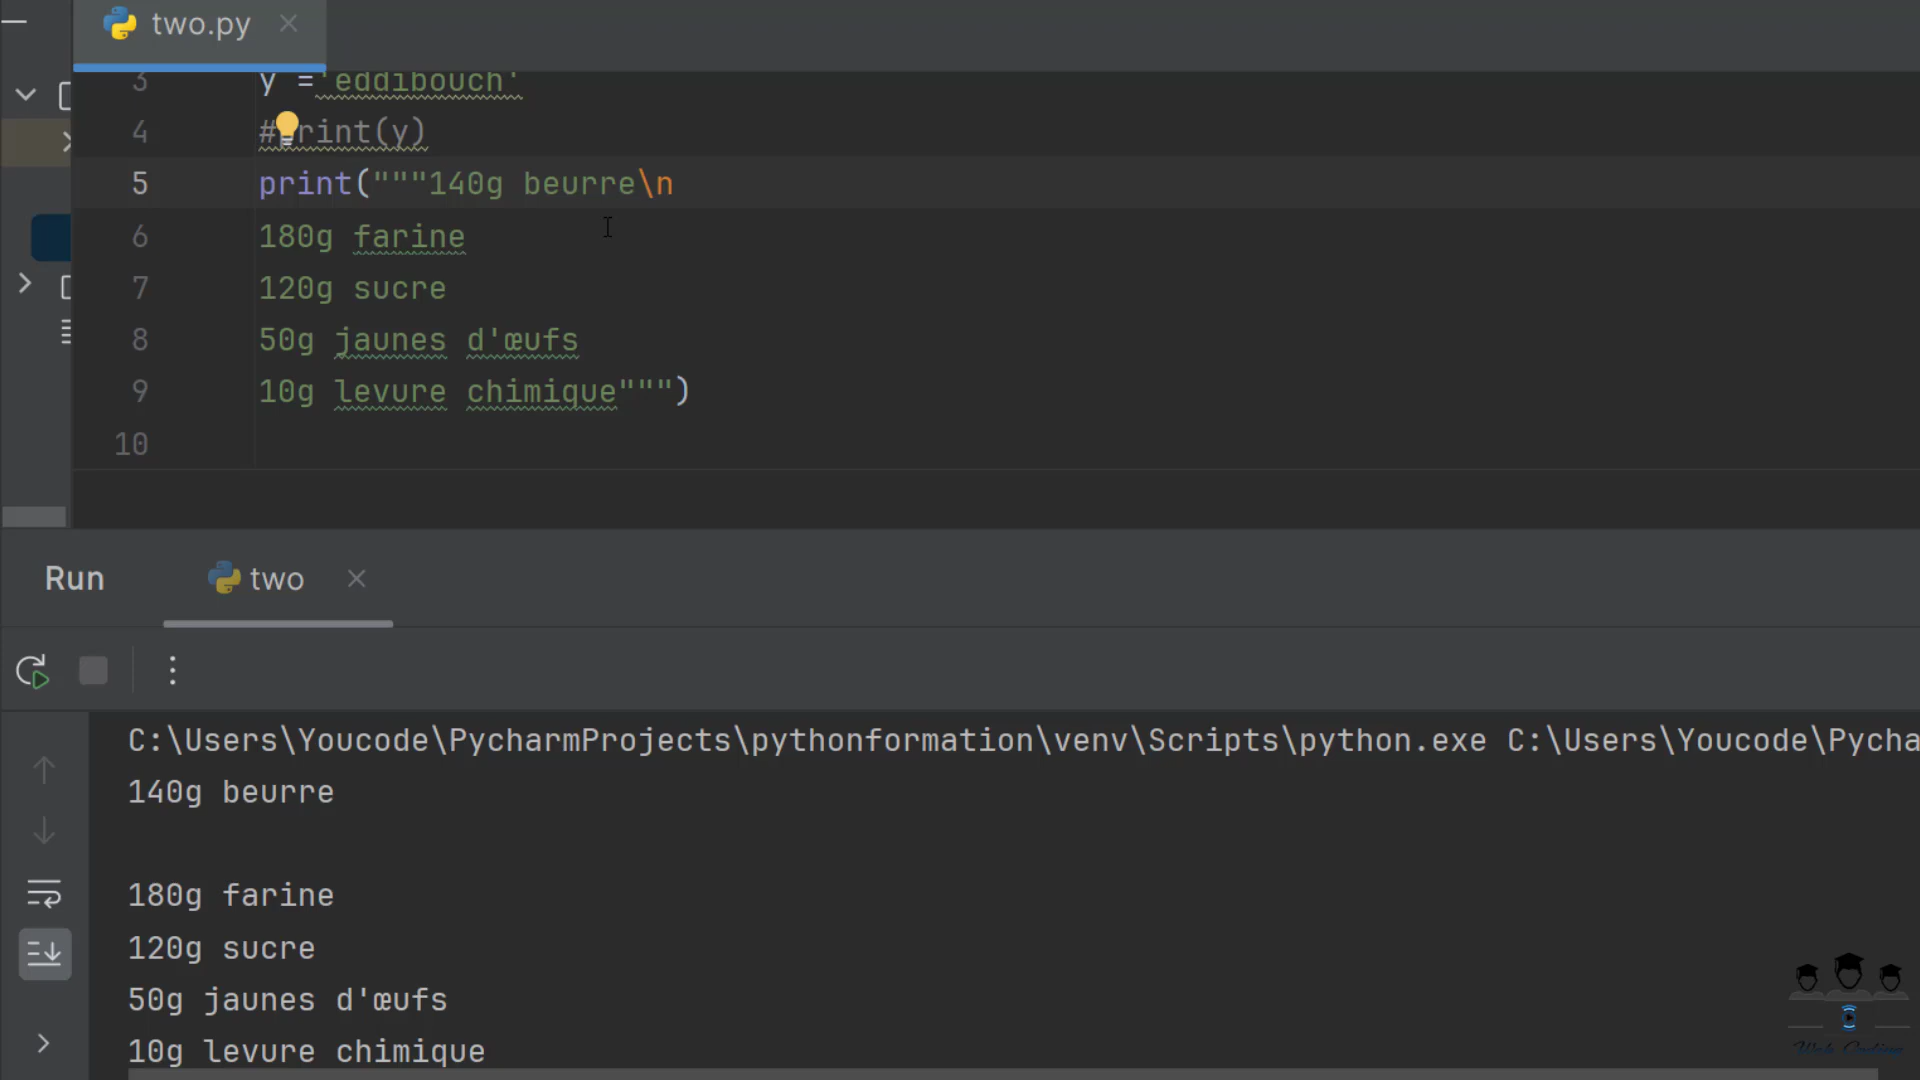 two.py
3 y ='eddibouch'
4 #print(y)
5 print("""140g beurre\n
6 180g farine
7 120g sucre
8 50g jaunes d'œufs
9 10g levure chimique""")
10
Run two
C:\Users\Youcode\PycharmProjects\pythonformation\venv\Scripts\python.exe C:\Users\Youcode\Pycha
140g beurre
180g farine
120g sucre
50g jaunes d'œufs
10g levure chimique